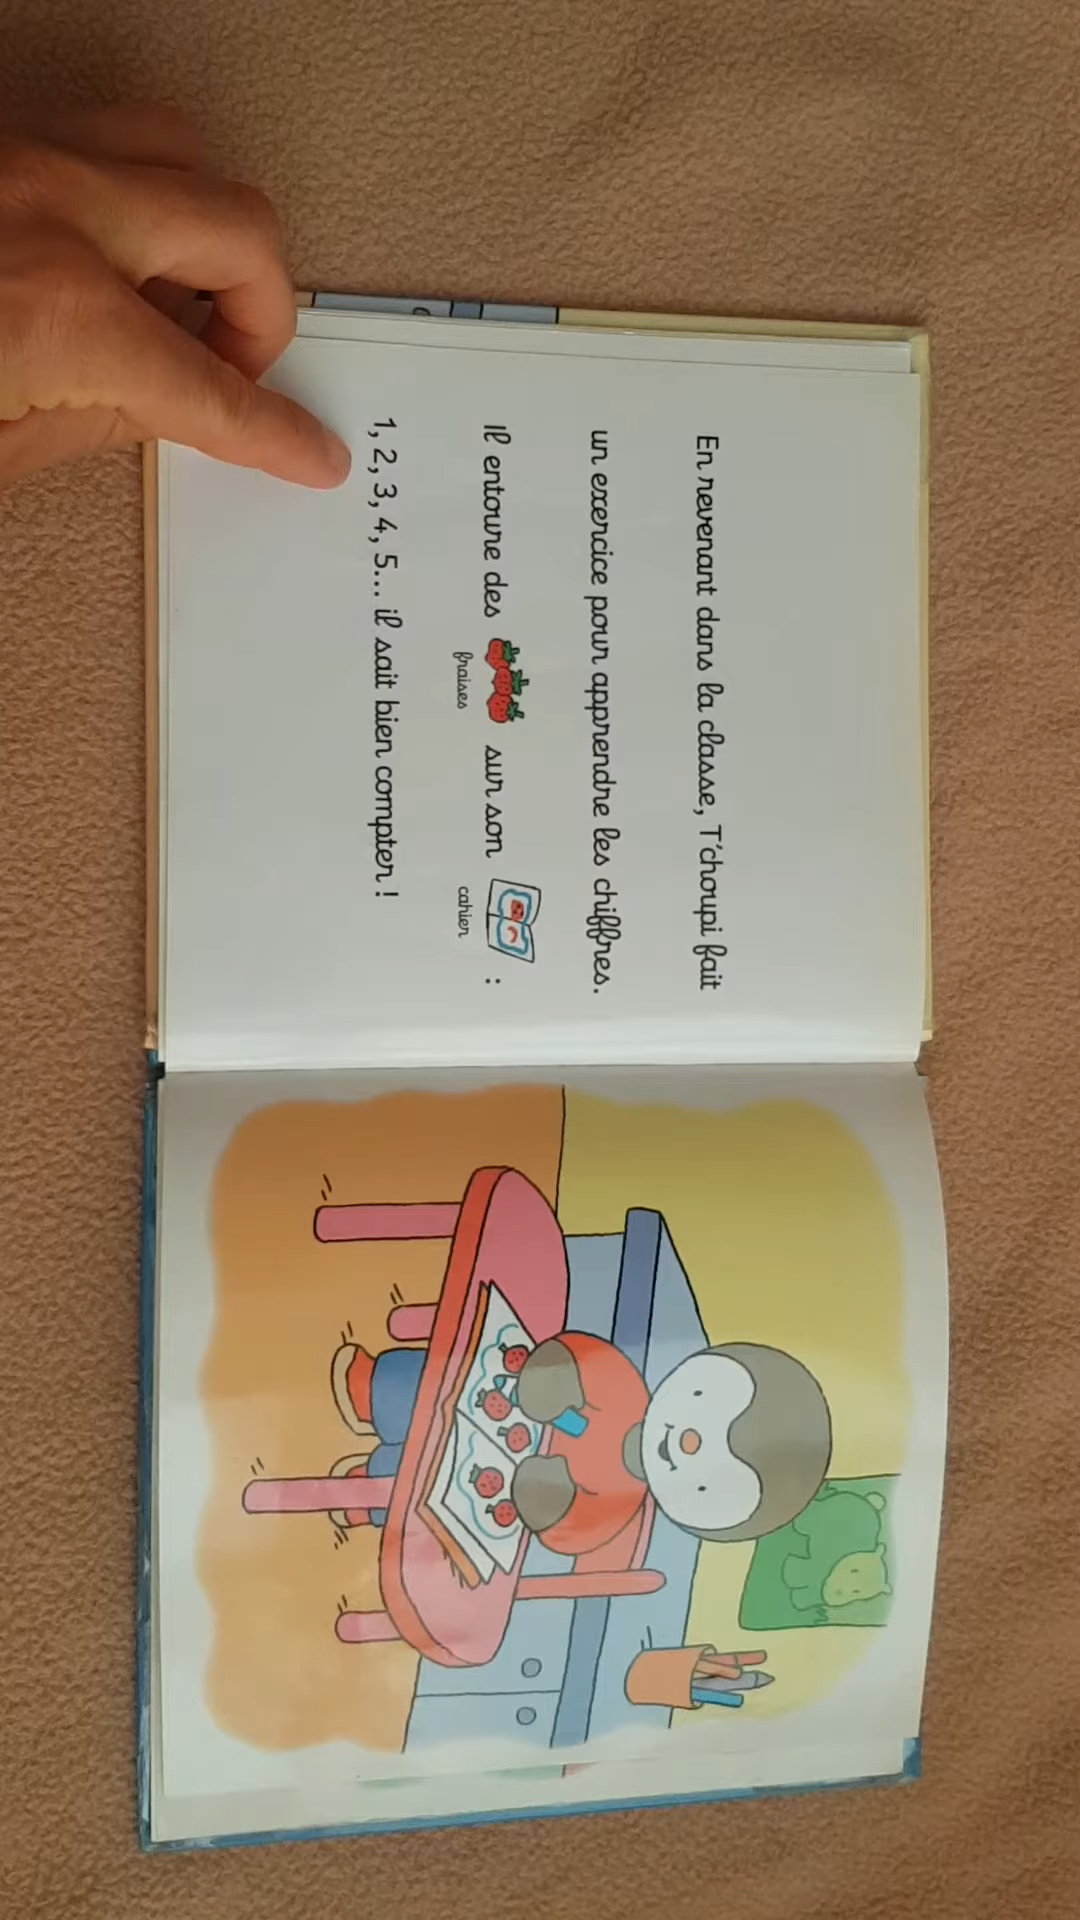 En revenant dans la classe, T'choupi fait
un exercice pour apprendre les chiffres.
Il entoure des sur son :
fraises cahier
1, 2, 3, 4, 5... il sait bien compter !